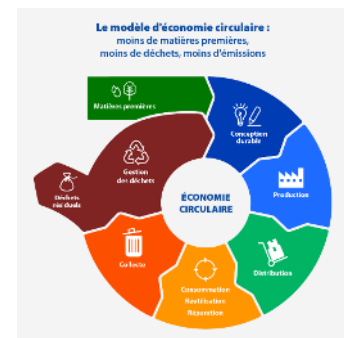 Le modèle d'économie circulaire :
moins de matières premières,
moins de déchets, moins d'émissions
Matières premières
Conception
durable
Production
Distribution
Consommation
Réutilisation
Réparation
Collecte
Gestion
des déchets
Déchets
résiduels
ÉCONOMIE
CIRCULAIRE